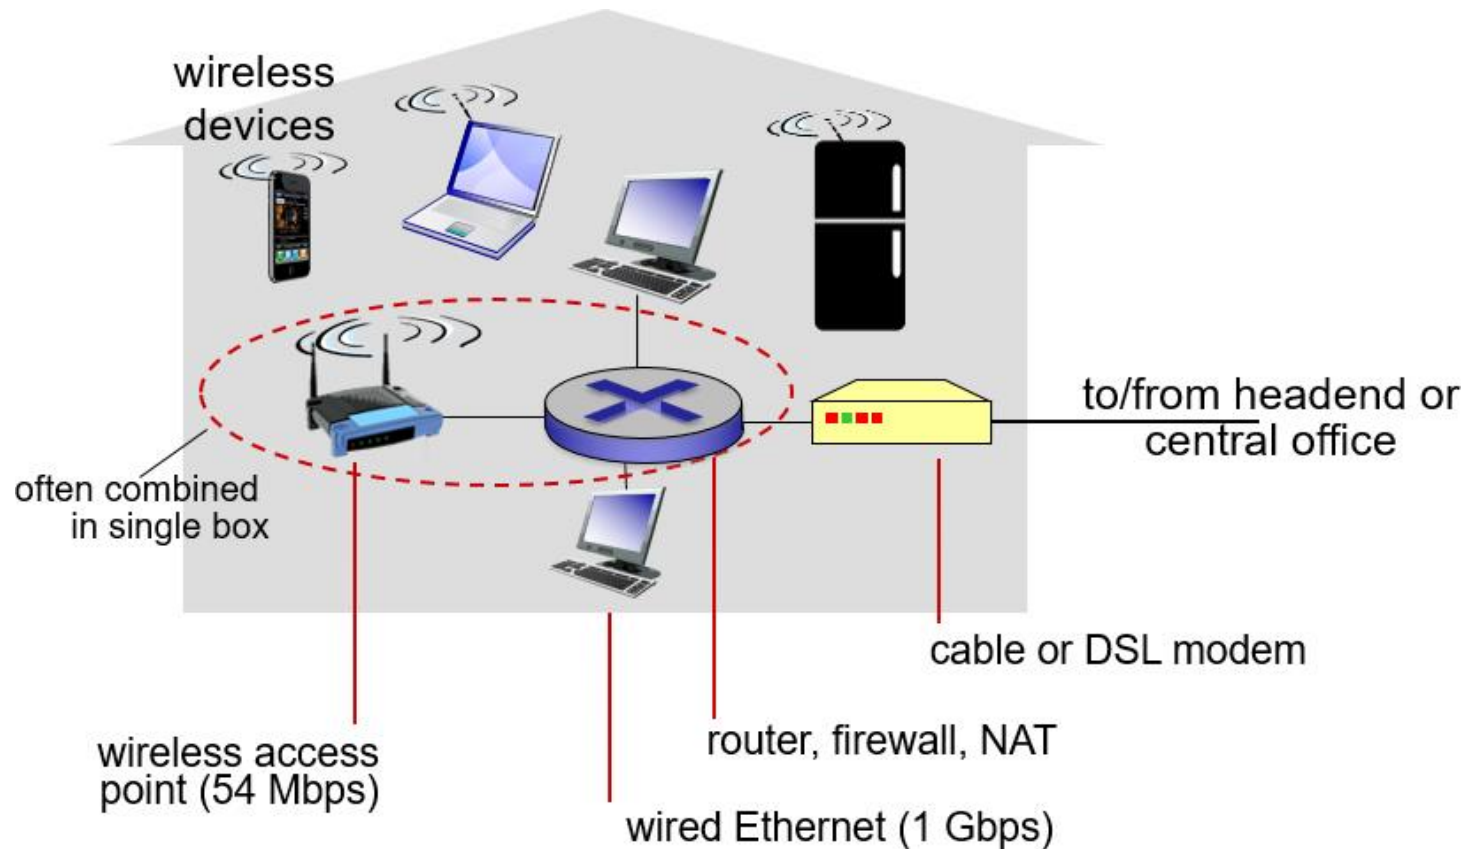 wireless
devices
to/from headend or
central office
often combined
in single box
cable or DSL modem
router, firewall, NAT
wireless access
point (54 Mbps)
wired Ethernet (1 Gbps)